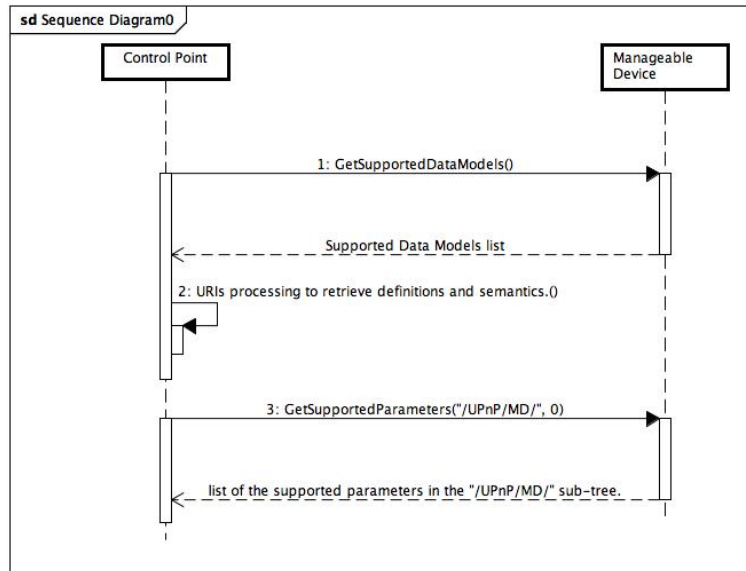 sd Sequence Diagram0
Control Point
Manageable
Device
1: GetSupportedDataModels()
Supported Data Models list
2: URIs processing to retrieve definitions and semantics.()
3: GetSupportedParameters("/UPnP/MD/", 0)
list of the supported parameters in the "/UPnP/MD/" sub-tree.